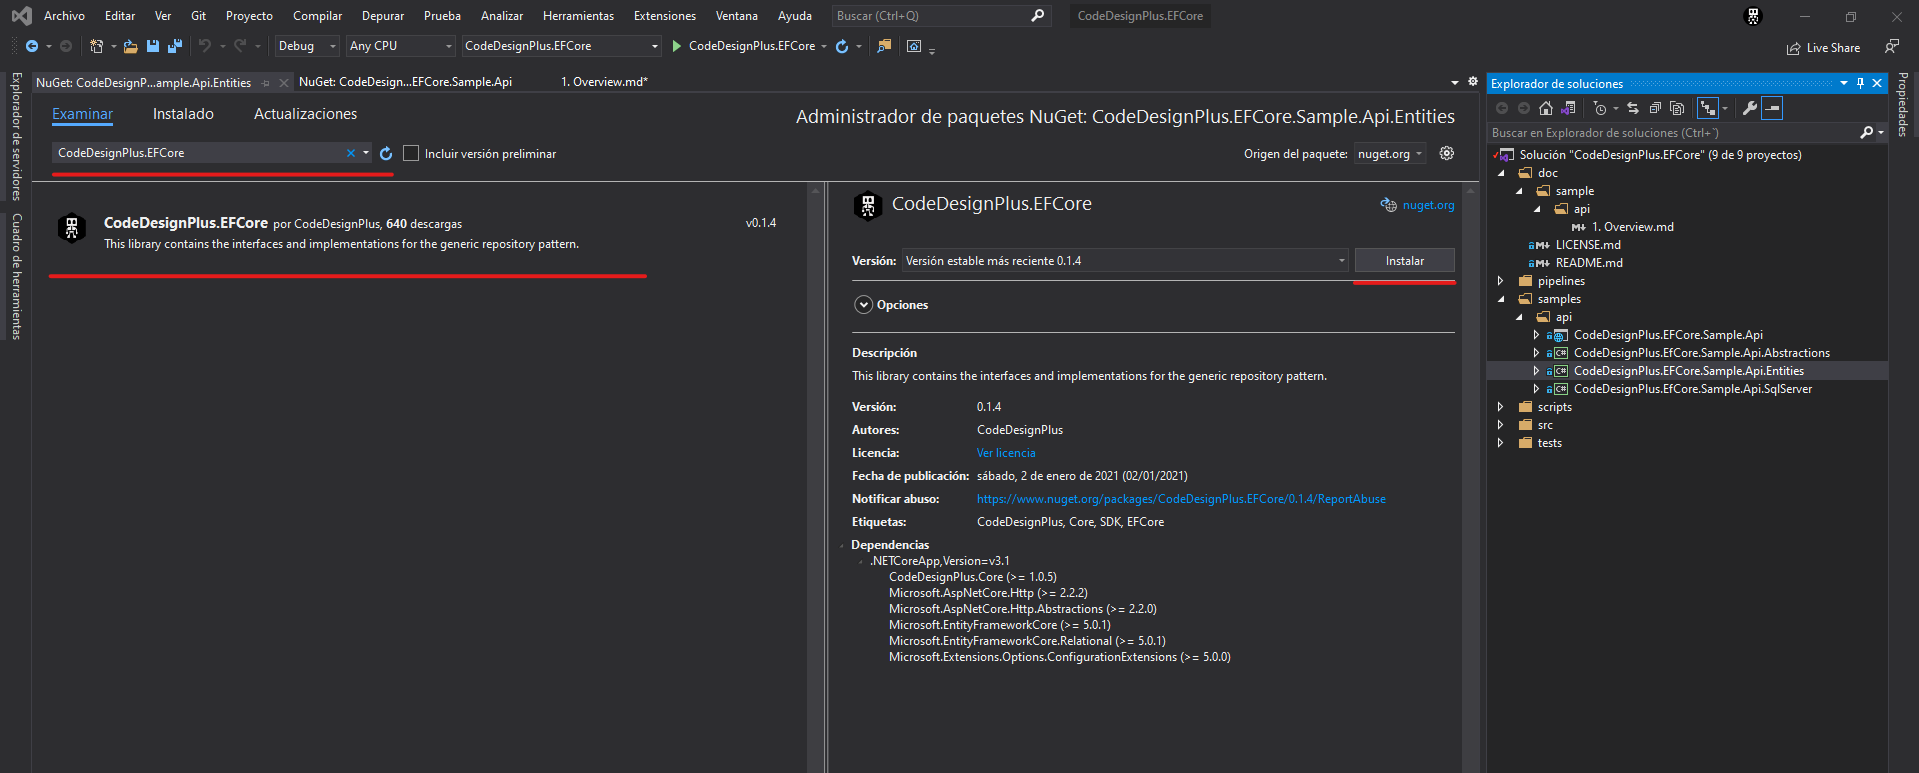 Archivo Editar Ver Git Proyecto Compilar Depurar Prueba Analizar Herramientas Extensiones Ventana Ayuda Buscar (Ctrl+Q) CodeDesignPlus.EFCore
Debug Any CPU CodeDesignPlus.EFCore CodeDesignPlus.EFCore Live Share
Explorador de servidores
Cuadro de herramientas
NuGet: CodeDesignP...ample.Api.Entities NuGet: CodeDesign...EFCore.Sample.Api 1. Overview.md*
Examinar Instalado Actualizaciones
Administrador de paquetes NuGet: CodeDesignPlus.EFCore.Sample.Api.Entities
CodeDesignPlus.EFCore Incluir versión preliminar
Origen del paquete: nuget.org
CodeDesignPlus.EFCore por CodeDesignPlus, 640 descargas v0.1.4
This library contains the interfaces and implementations for the generic repository pattern.
CodeDesignPlus.EFCore nuget.org
Versión: Versión estable más reciente 0.1.4 Instalar
Opciones
Descripción
This library contains the interfaces and implementations for the generic repository pattern.
Versión: 0.1.4
Autores: CodeDesignPlus
Licencia: Ver licencia
Fecha de publicación: sábado, 2 de enero de 2021 (02/01/2021)
Notificar abuso: https://www.nuget.org/packages/CodeDesignPlus.EFCore/0.1.4/ReportAbuse
Etiquetas: CodeDesignPlus, Core, SDK, EFCore
Dependencias
.NETCoreApp,Version=v3.1
CodeDesignPlus.Core (>= 1.0.5)
Microsoft.AspNetCore.Http (>= 2.2.2)
Microsoft.AspNetCore.Http.Abstractions (>= 2.2.0)
Microsoft.EntityFrameworkCore (>= 5.0.1)
Microsoft.EntityFrameworkCore.Relational (>= 5.0.1)
Microsoft.Extensions.Options.ConfigurationExtensions (>= 5.0.0)
Explorador de soluciones
Buscar en Explorador de soluciones (Ctrl+¨)
Solución "CodeDesignPlus.EFCore" (9 de 9 proyectos)
doc
sample
api
M↓ 1. Overview.md
M↓ LICENSE.md
M↓ README.md
pipelines
samples
api
CodeDesignPlus.EFCore.Sample.Api
C# CodeDesignPlus.EfCore.Sample.Api.Abstractions
C# CodeDesignPlus.EFCore.Sample.Api.Entities
C# CodeDesignPlus.EfCore.Sample.Api.SqlServer
scripts
src
tests
Propiedades